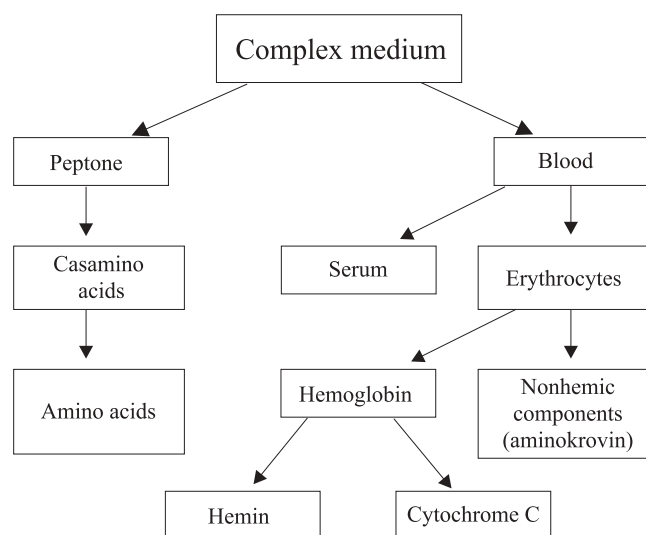 Complex medium
Peptone
Blood
Casamino
acids
Serum
Erythrocytes
Amino acids
Hemoglobin
Nonhemic
components
(aminokrovin)
Hemin
Cytochrome C